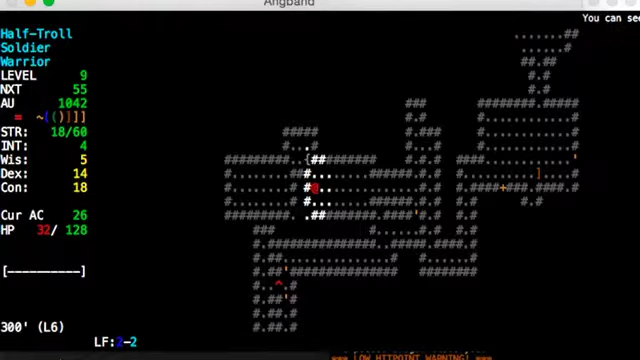 Angband
You can see
Half-Troll
Soldier
Warrior
LEVEL 9
NXT 55
AU 1042
= ~(()]]]
STR: 18/60
INT: 4
Wis: 5
Dex: 14
Con: 18
Cur AC 26
HP 32/ 128
[----------]
300' (L6)
LF:2-2
*** LOW HITPOINT WARNING! ***